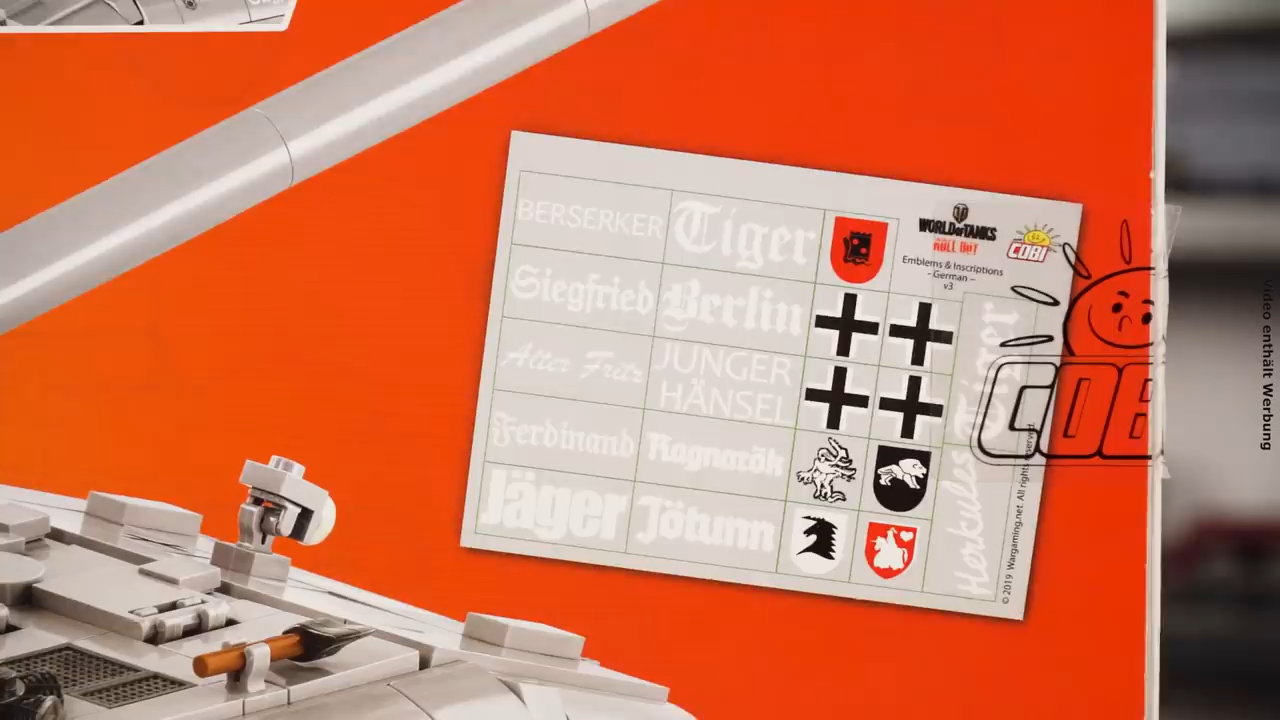 BERSERKER
Tiger
Siegfried
Berlin
Alter Fritz
JUNGER
HÄNSEL
Ferdinand
Ragnarök
Jäger
Jötunn
WORLD OF TANKS
ROLL OUT
COBI
Emblems & Inscriptions
- German -
v3
Tiger
Herkules
© 2019 Wargaming.net. All rights reserved.
COBI
Video enthält Werbung